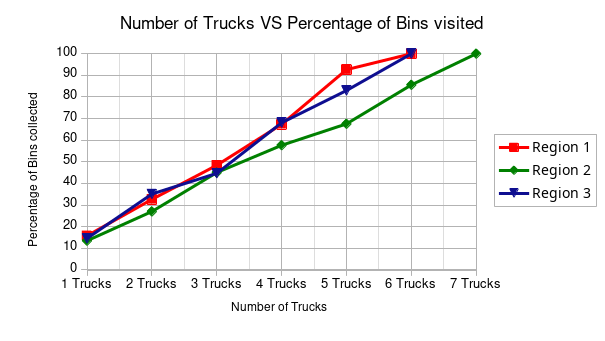 Number of Trucks VS Percentage of Bins visited
Percentage of Bins collected
100
90
80
70
60
50
40
30
20
10
0
1 Trucks 2 Trucks 3 Trucks 4 Trucks 5 Trucks 6 Trucks 7 Trucks
Number of Trucks
Region 1
Region 2
Region 3